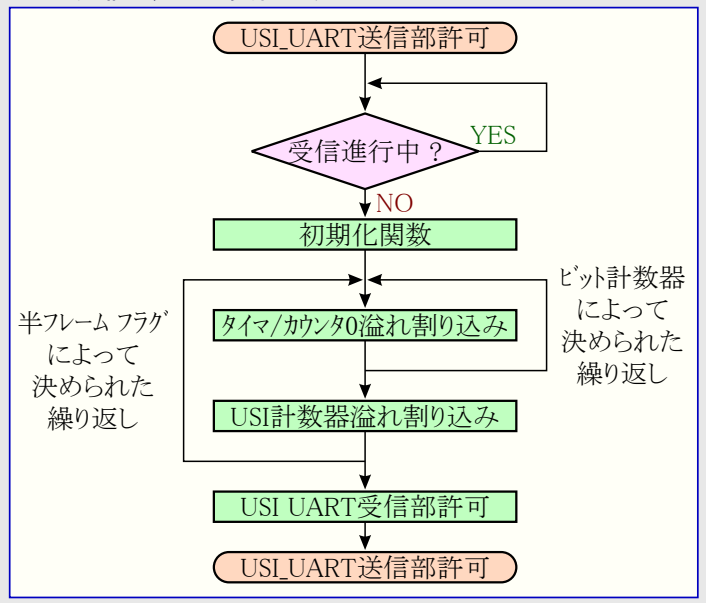 USI_UART送信部許可
受信進行中 ?
YES
NO
初期化関数
半フレーム フラグ
によって
決められた
繰り返し
ビット計数器
によって
決められた
繰り返し
タイマ/カウンタ0溢れ割り込み
USI計数器溢れ割り込み
USI UART受信部許可
USI_UART送信部許可